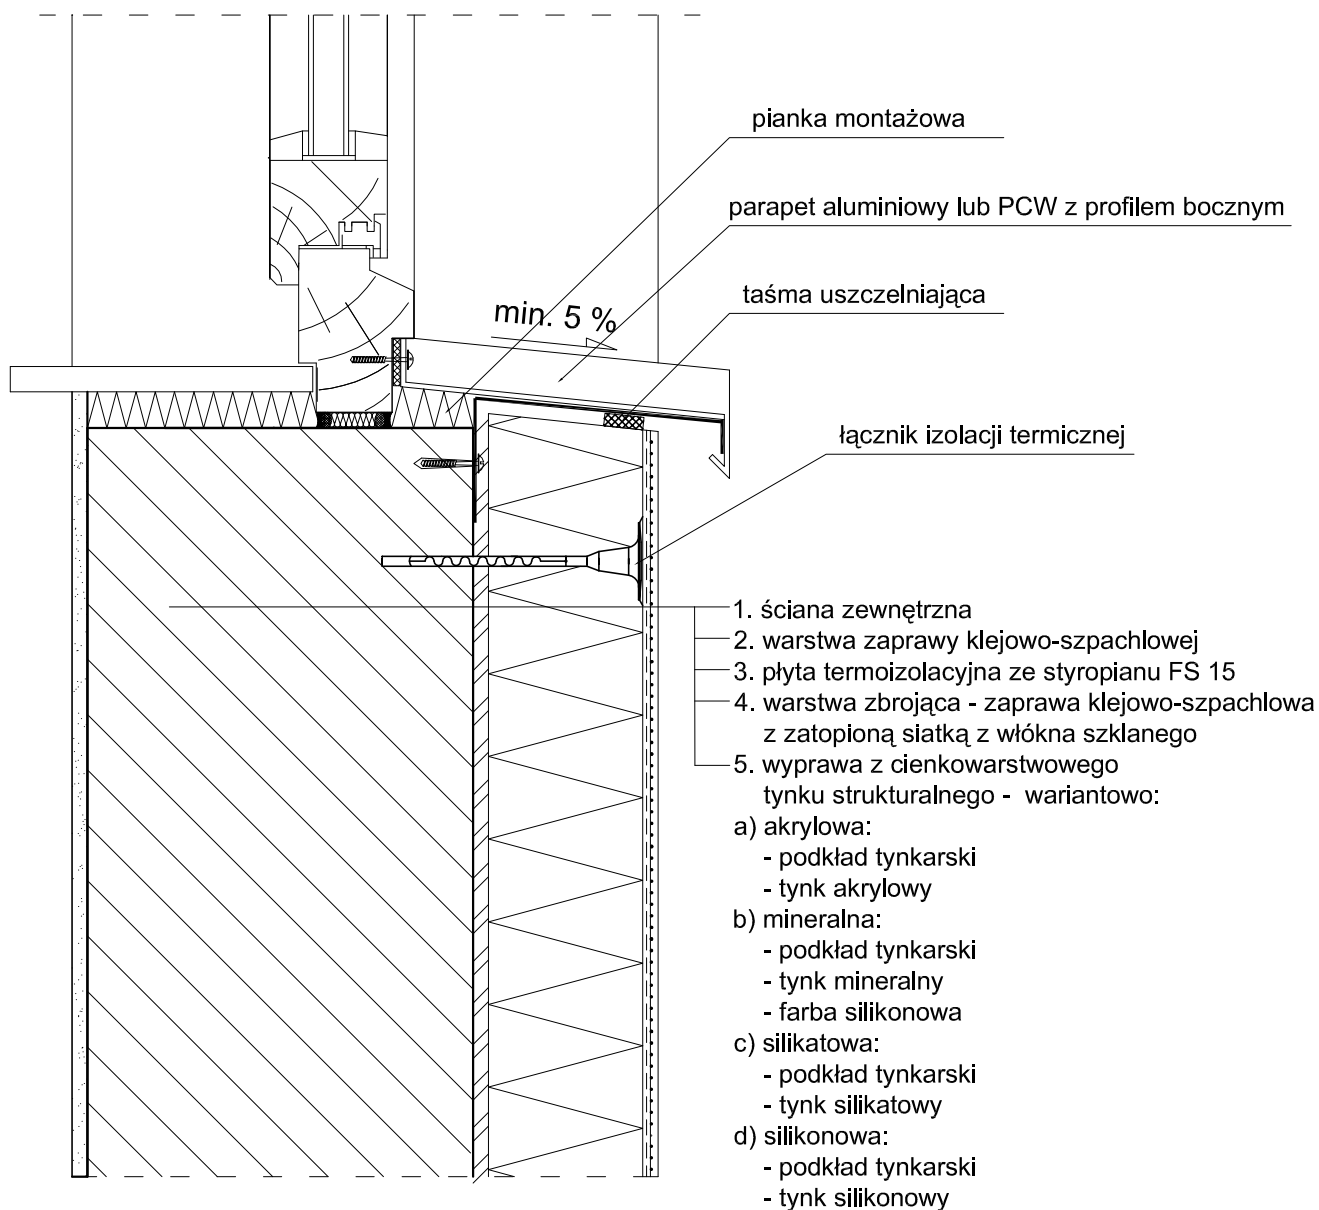 pianka montażowa
parapet aluminiowy lub PCW z profilem bocznym
taśma uszczelniająca
min. 5 %
łącznik izolacji termicznej
1. ściana zewnętrzna
2. warstwa zaprawy klejowo-szpachlowej
3. płyta termoizolacyjna ze styropianu FS 15
4. warstwa zbrojąca - zaprawa klejowo-szpachlowa
z zatopioną siatką z włókna szklanego
5. wyprawa z cienkowarstwowego
tynku strukturalnego - wariantowo:
a) akrylowa:
- podkład tynkarski
- tynk akrylowy
b) mineralna:
- podkład tynkarski
- tynk mineralny
- farba silikonowa
c) silikatowa:
- podkład tynkarski
- tynk silikatowy
d) silikonowa:
- podkład tynkarski
- tynk silikonowy